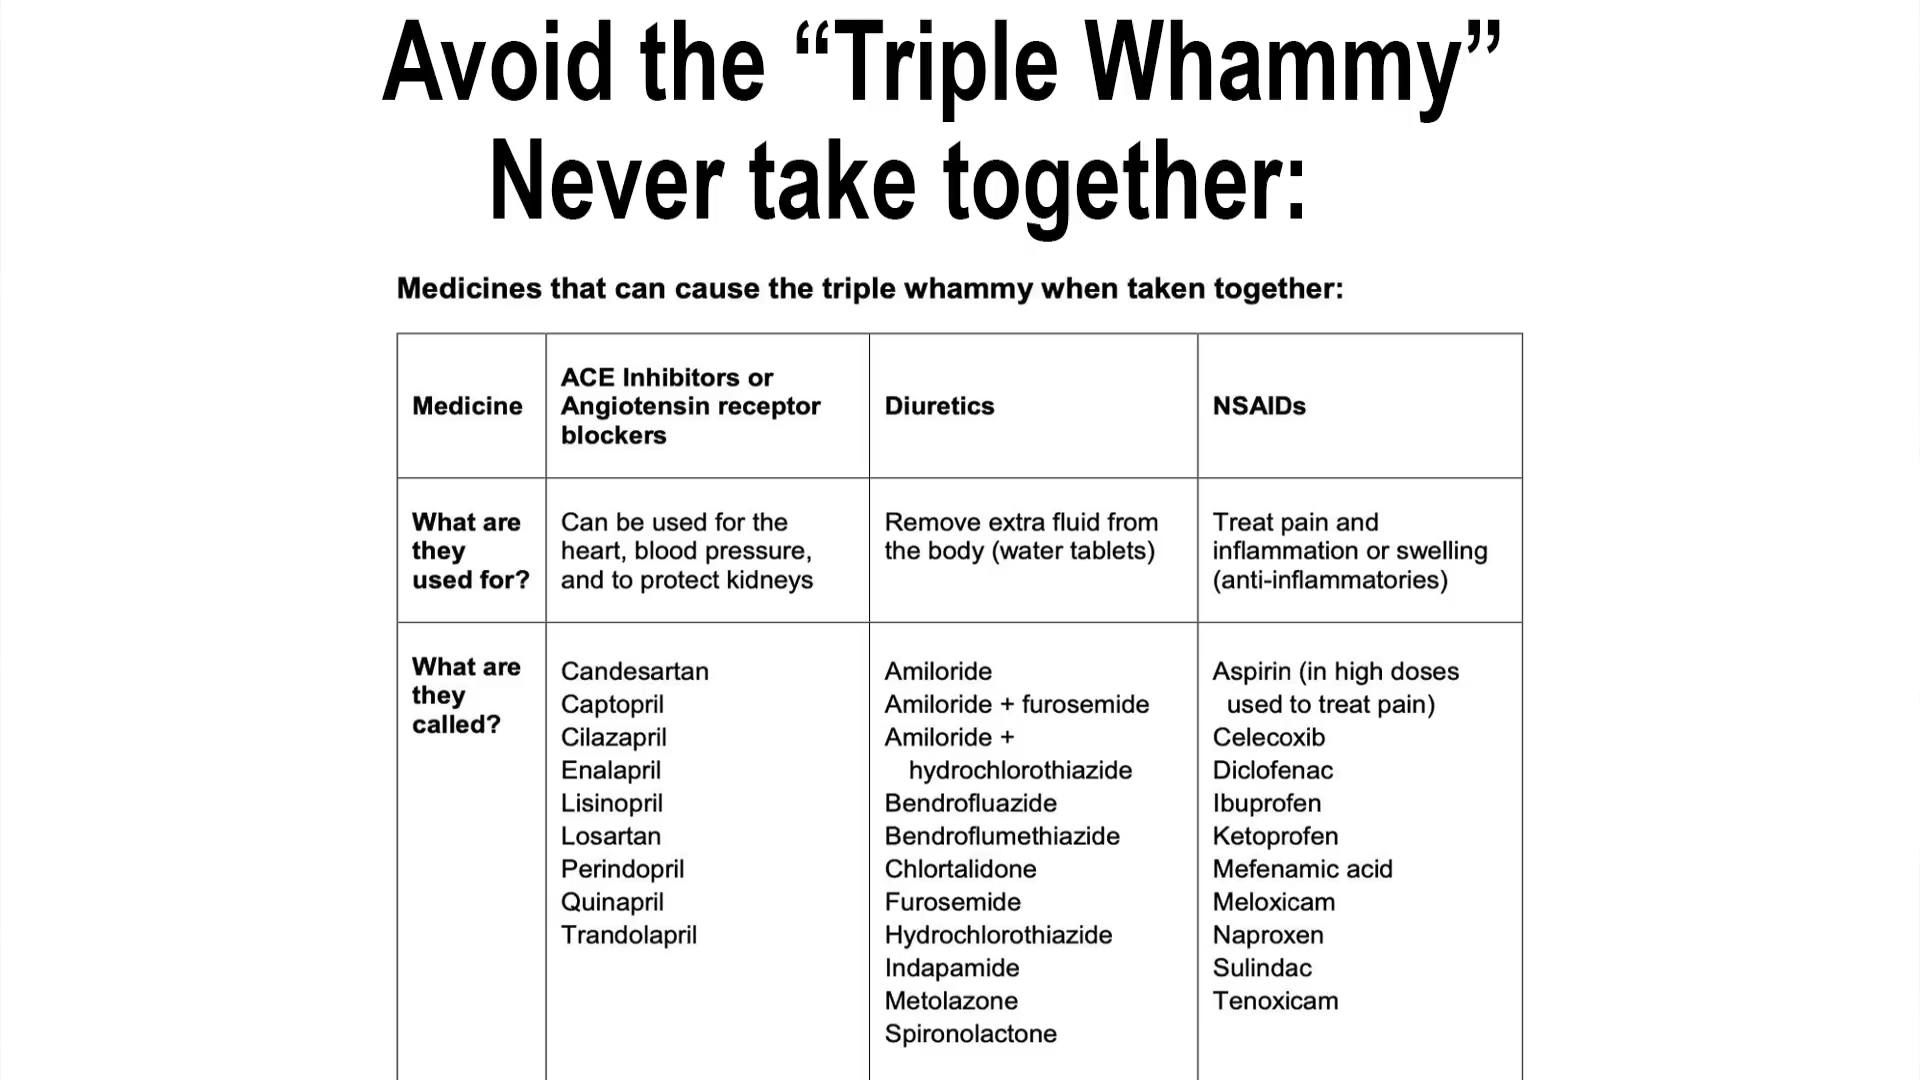 Avoid the “Triple Whammy”
Never take together:
Medicines that can cause the triple whammy when taken together:
Medicine
ACE Inhibitors or
Angiotensin receptor
blockers
Diuretics
NSAIDs
What are
they
used for?
Can be used for the
heart, blood pressure,
and to protect kidneys
Remove extra fluid from
the body (water tablets)
Treat pain and
inflammation or swelling
(anti-inflammatories)
What are
they
called?
Candesartan
Captopril
Cilazapril
Enalapril
Lisinopril
Losartan
Perindopril
Quinapril
Trandolapril
Amiloride
Amiloride + furosemide
Amiloride +
hydrochlorothiazide
Bendrofluazide
Bendroflumethiazide
Chlortalidone
Furosemide
Hydrochlorothiazide
Indapamide
Metolazone
Spironolactone
Aspirin (in high doses
used to treat pain)
Celecoxib
Diclofenac
Ibuprofen
Ketoprofen
Mefenamic acid
Meloxicam
Naproxen
Sulindac
Tenoxicam